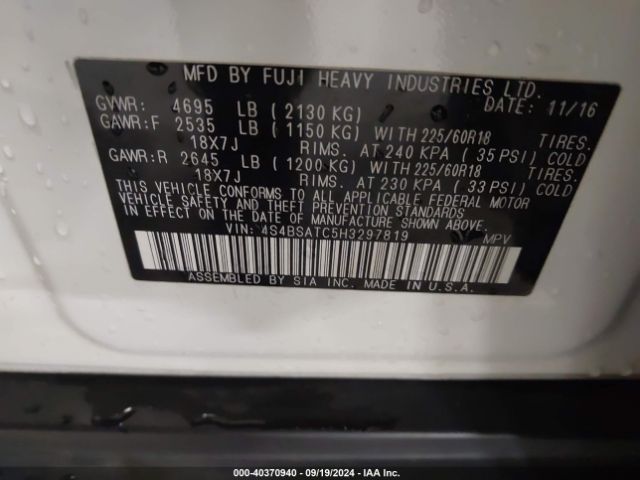 MFD BY FUJI HEAVY INDUSTRIES LTD.
GVWR: 4695 LB ( 2130 KG) DATE: 11/16
GAWR:F 2535 LB ( 1150 KG) WITH 225/60R18 TIRES.
18X7J RIMS. AT 240 KPA ( 35 PSI) COLD
GAWR:R 2645 LB ( 1200 KG) WITH 225/60R18 TIRES.
18X7J RIMS. AT 230 KPA ( 33 PSI) COLD
THIS VEHICLE CONFORMS TO ALL APPLICABLE FEDERAL MOTOR
VEHICLE SAFETY AND THEFT PREVENTION STANDARDS
IN EFFECT ON THE DATE OF MANUFACTURE SHOWN ABOVE.
VIN: 4S4BSATC5H3297819 MPV
ASSEMBLED BY SIA INC. MADE IN U.S.A.
000-40370940 - 09/19/2024 - IAA Inc.